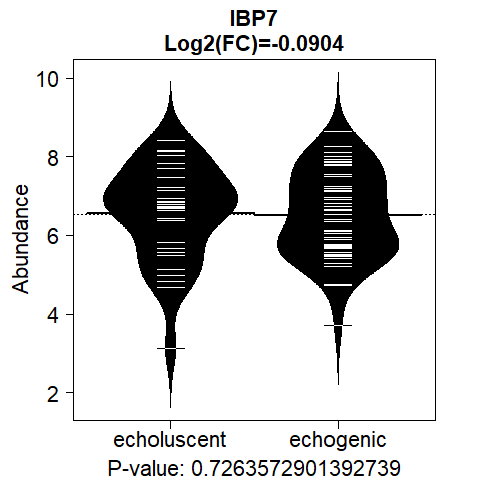 IBP7
Log2(FC)=-0.0904
10
8
6
4
2
Abundance
echoluscent echogenic
P-value: 0.7263572901392739